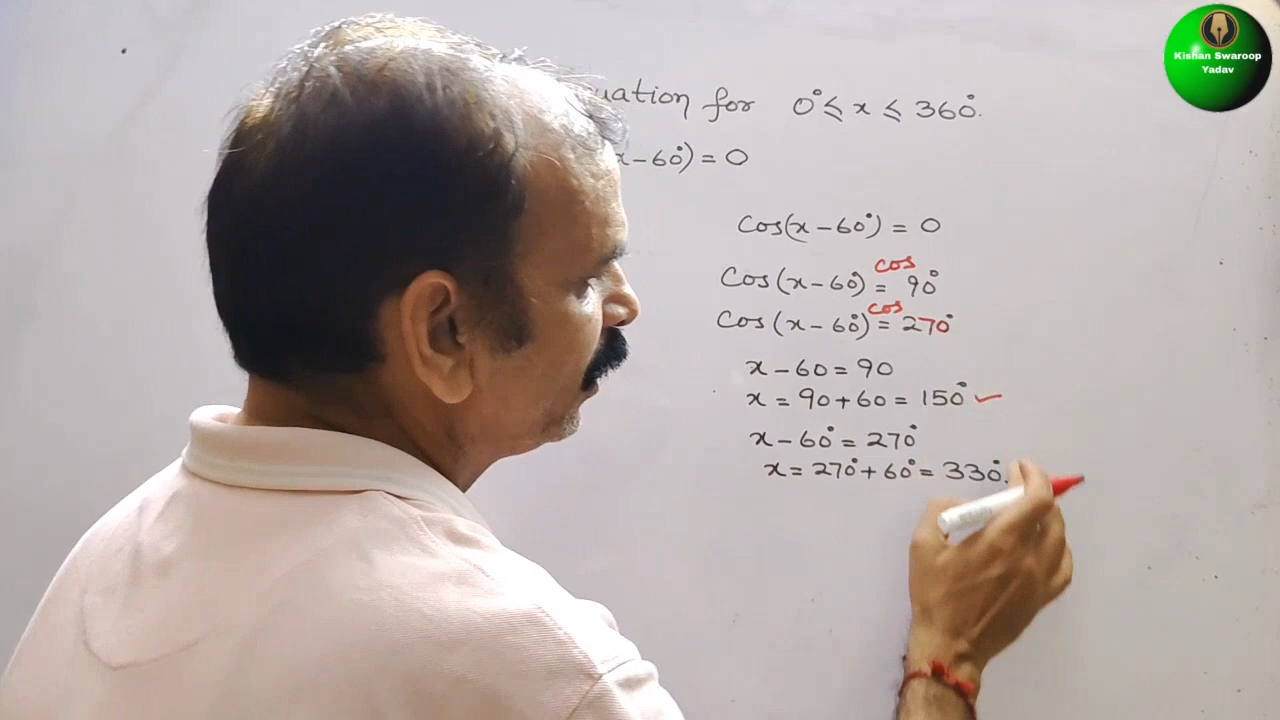 Kishan Swaroop
Yadav
for 0° ≤ x ≤ 360°.
x-60°) = 0
Cos(x-60°) = 0
Cos(x-60°) = cos 90°
Cos(x-60°) = cos 270°
x-60 = 90
x = 90+60 = 150° ✓
x-60° = 270°
x = 270°+60° = 330°.